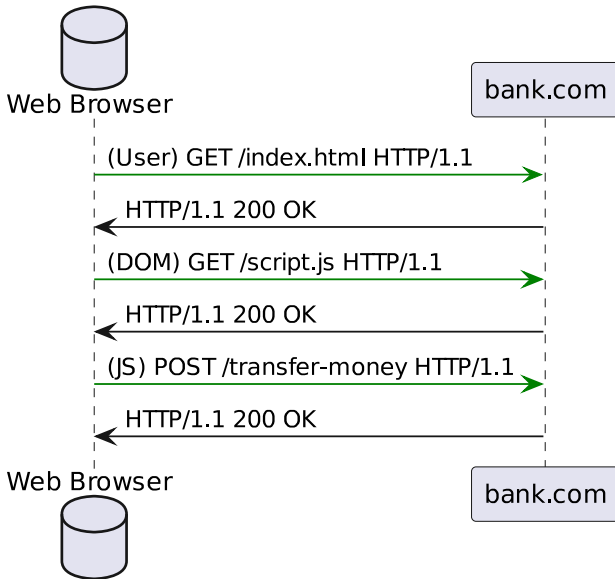 Web Browser
bank.com
(User) GET /index.html HTTP/1.1
HTTP/1.1 200 OK
(DOM) GET /script.js HTTP/1.1
HTTP/1.1 200 OK
(JS) POST /transfer-money HTTP/1.1
HTTP/1.1 200 OK
Web Browser
bank.com